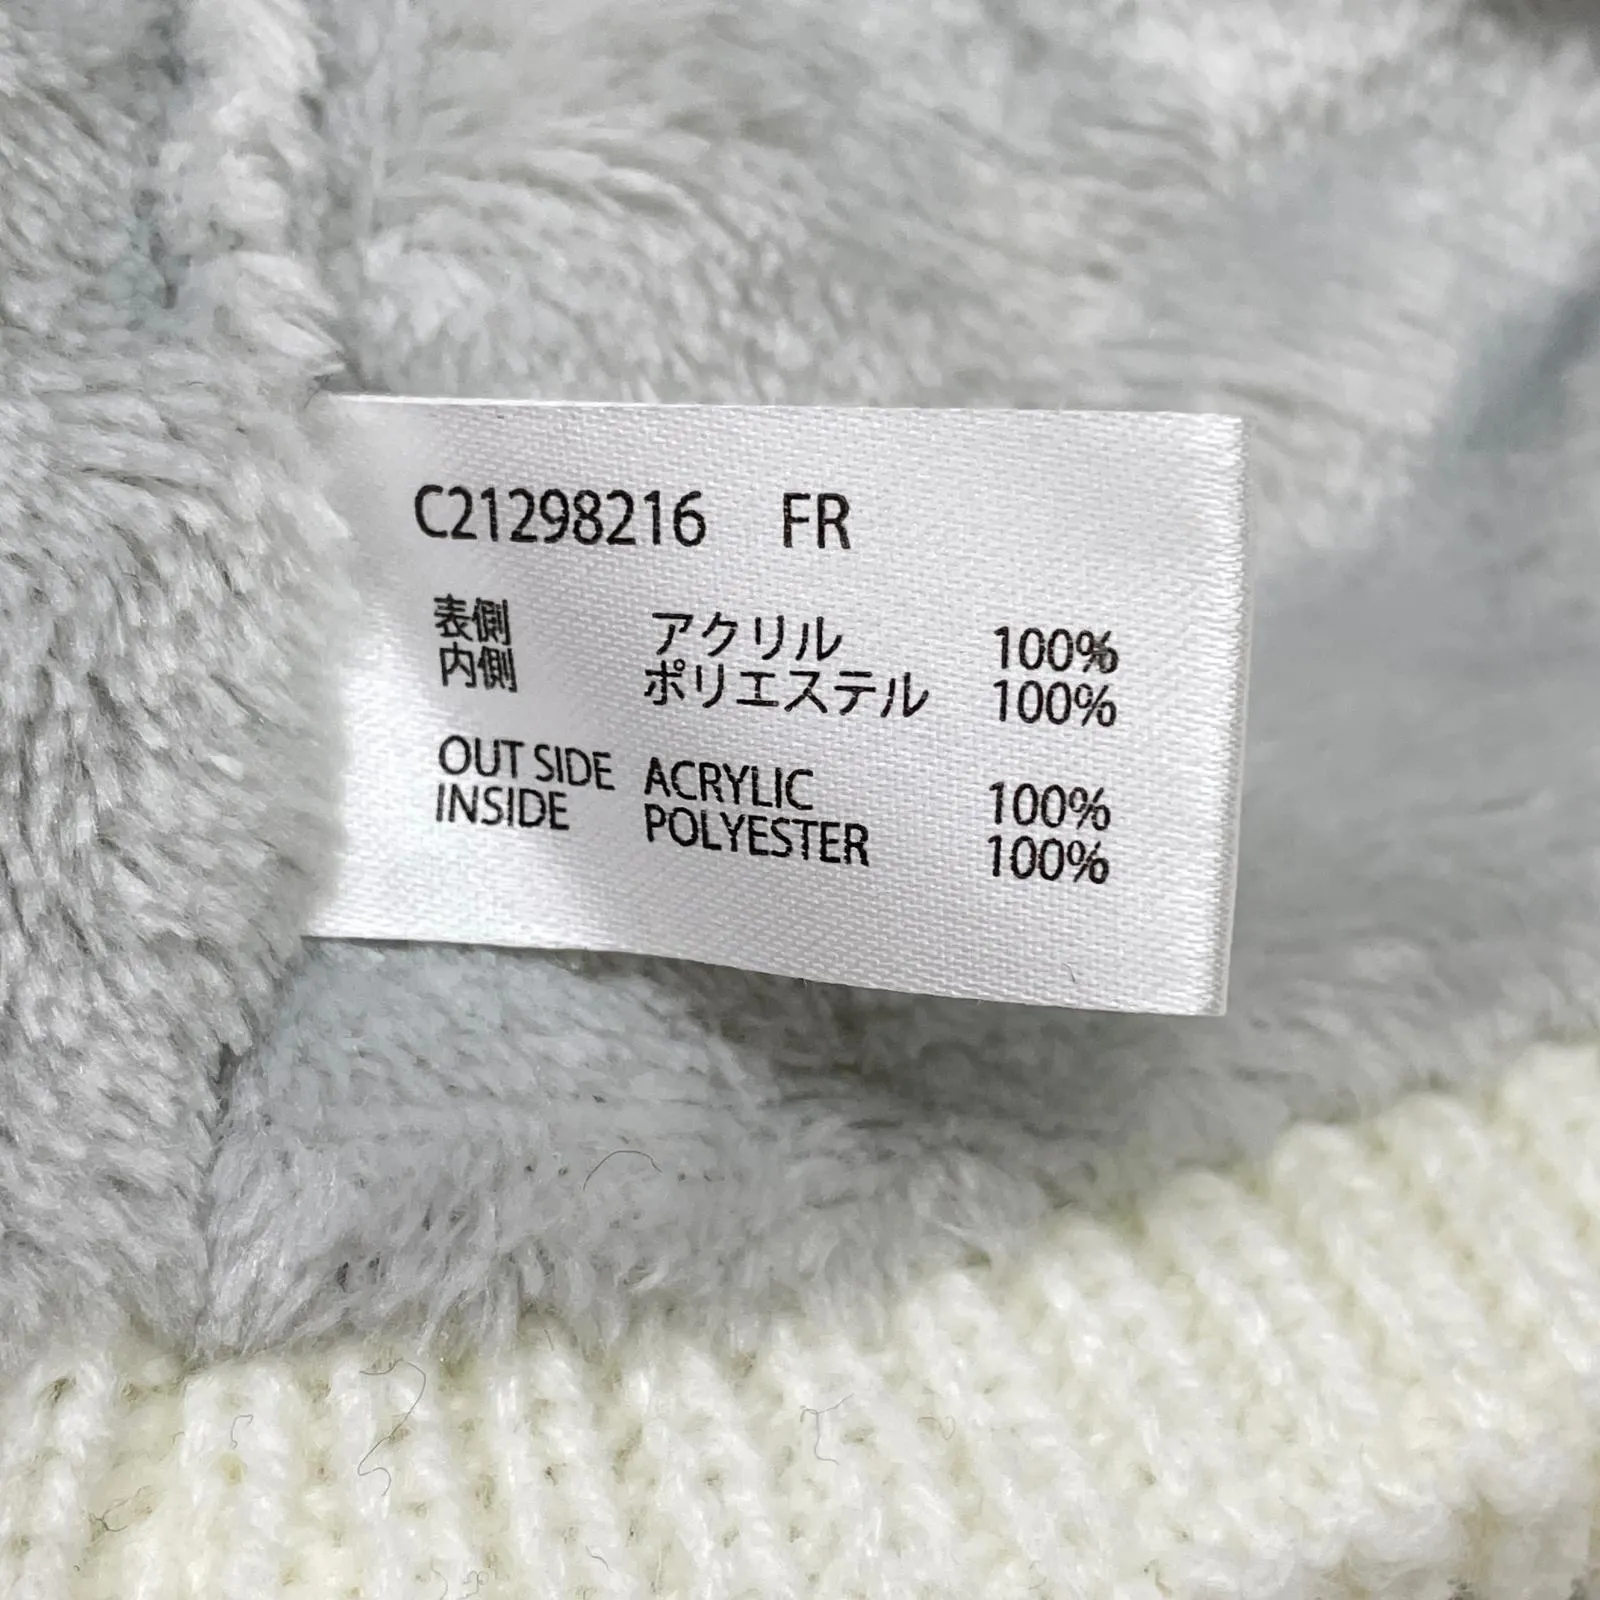 C21298216 FR
表側 アクリル 100%
内側 ポリエステル 100%
OUT SIDE ACRYLIC 100%
INSIDE POLYESTER 100%